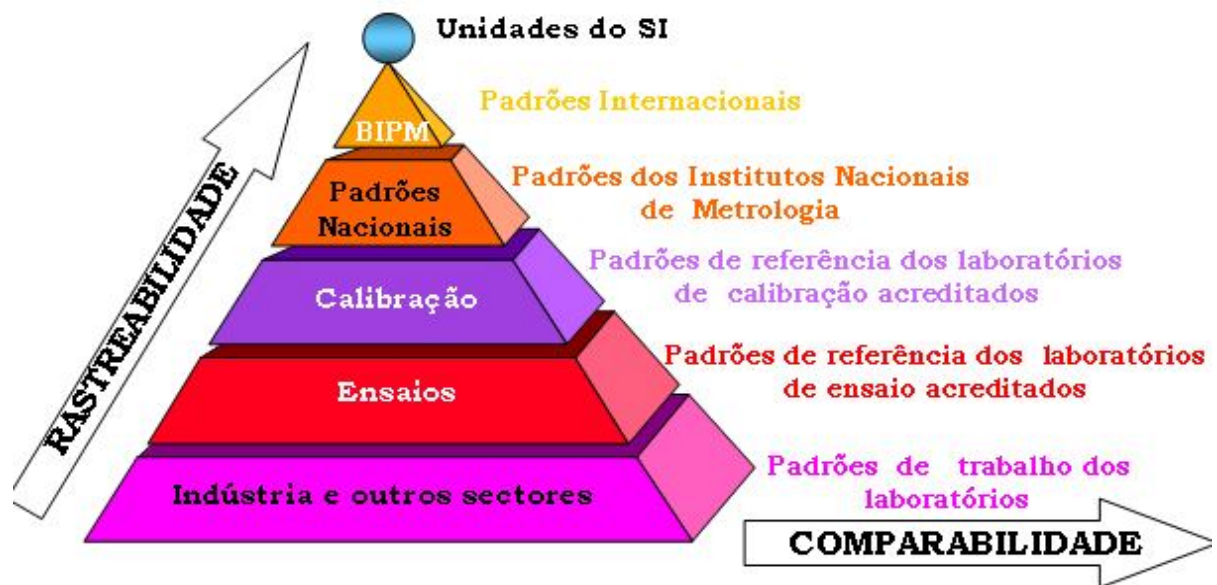 Unidades do SI
Padrões Internacionais
BIPM
Padrões dos Institutos Nacionais
de Metrologia
Padrões
Nacionais
Padrões de referência dos laboratórios
de calibração acreditados
Calibração
Padrões de referência dos laboratórios
de ensaio acreditados
Ensaios
Padrões de trabalho dos
laboratórios
Indústria e outros sectores
RASTREABILIDADE
COMPARABILIDADE